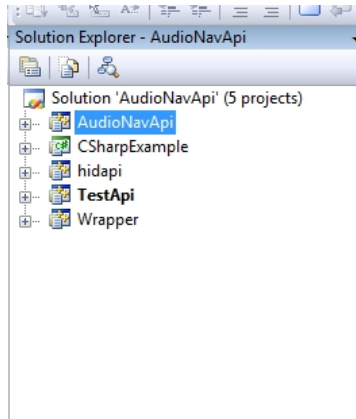 Solution Explorer - AudioNavApi
Solution 'AudioNavApi' (5 projects)
AudioNavApi
CSharpExample
hidapi
TestApi
Wrapper